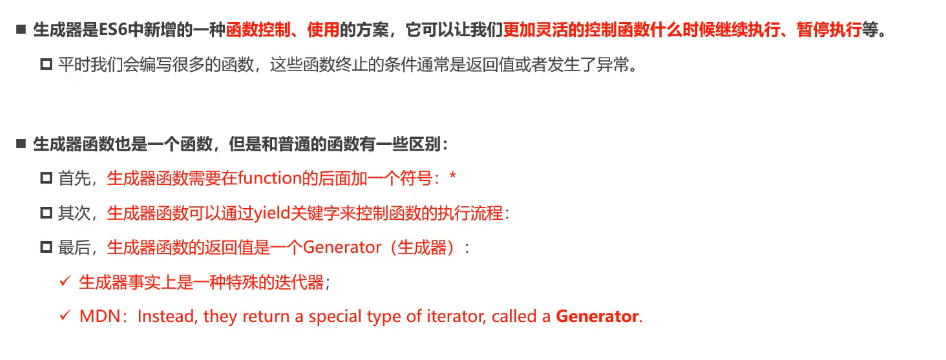 生成器是ES6中新增的一种函数控制、使用的方案，它可以让我们更加灵活的控制函数什么时候继续执行、暂停执行等。
平时我们会编写很多的函数，这些函数终止的条件通常是返回值或者发生了异常。
生成器函数也是一个函数，但是和普通的函数有一些区别：
首先，生成器函数需要在function的后面加一个符号：*
其次，生成器函数可以通过yield关键字来控制函数的执行流程：
最后，生成器函数的返回值是一个Generator（生成器）：
✓ 生成器事实上是一种特殊的迭代器；
✓ MDN：Instead, they return a special type of iterator, called a Generator.